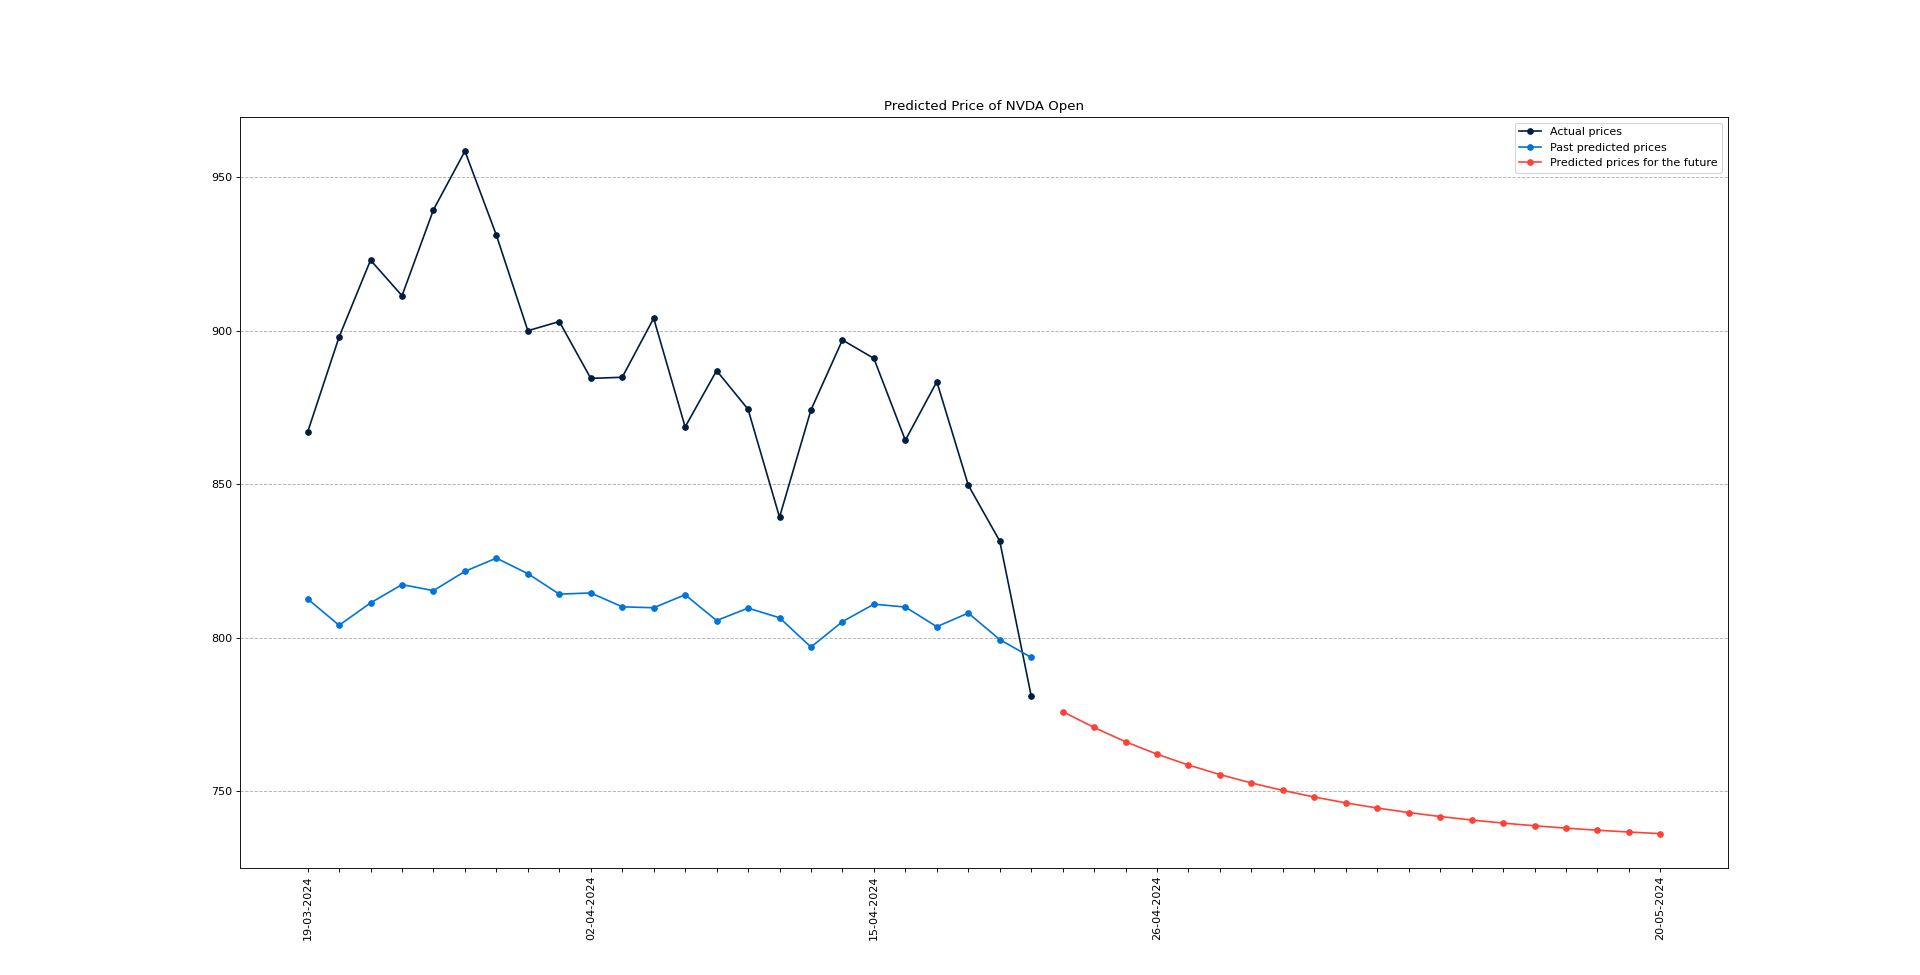 Predicted Price of NVDA Open
Actual prices
Past predicted prices
Predicted prices for the future
950
900
850
800
750
19-03-2024
02-04-2024
15-04-2024
26-04-2024
20-05-2024